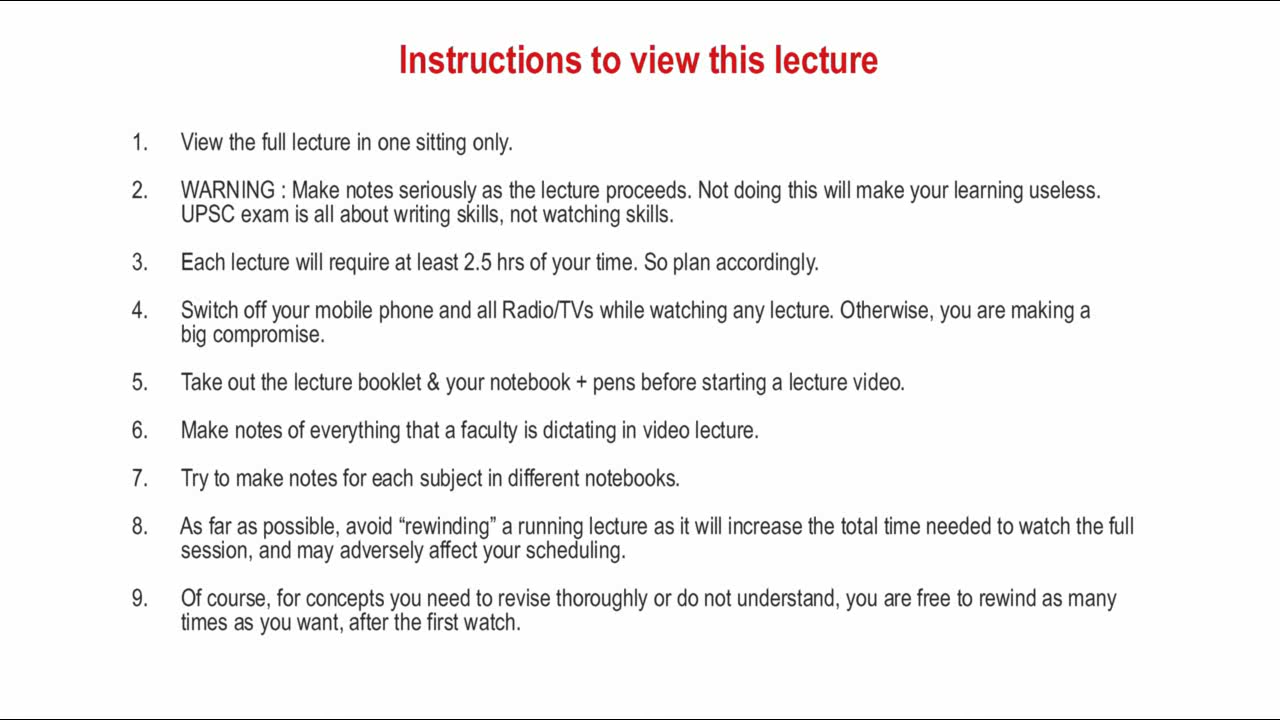 Instructions to view this lecture
1. View the full lecture in one sitting only.
2. WARNING : Make notes seriously as the lecture proceeds. Not doing this will make your learning useless.
UPSC exam is all about writing skills, not watching skills.
3. Each lecture will require at least 2.5 hrs of your time. So plan accordingly.
4. Switch off your mobile phone and all Radio/TVs while watching any lecture. Otherwise, you are making a
big compromise.
5. Take out the lecture booklet & your notebook + pens before starting a lecture video.
6. Make notes of everything that a faculty is dictating in video lecture.
7. Try to make notes for each subject in different notebooks.
8. As far as possible, avoid “rewinding” a running lecture as it will increase the total time needed to watch the full
session, and may adversely affect your scheduling.
9. Of course, for concepts you need to revise thoroughly or do not understand, you are free to rewind as many
times as you want, after the first watch.